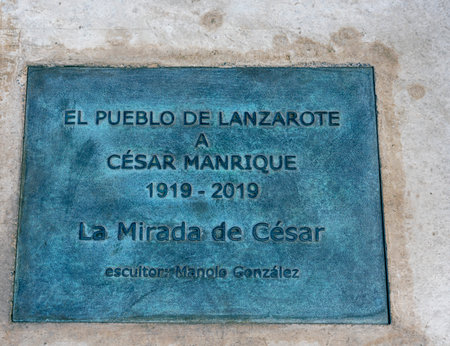 EL PUEBLO DE LANZAROTE
A
CÉSAR MANRIQUE
1919 - 2019
La Mirada de César
escultor: Manolo González